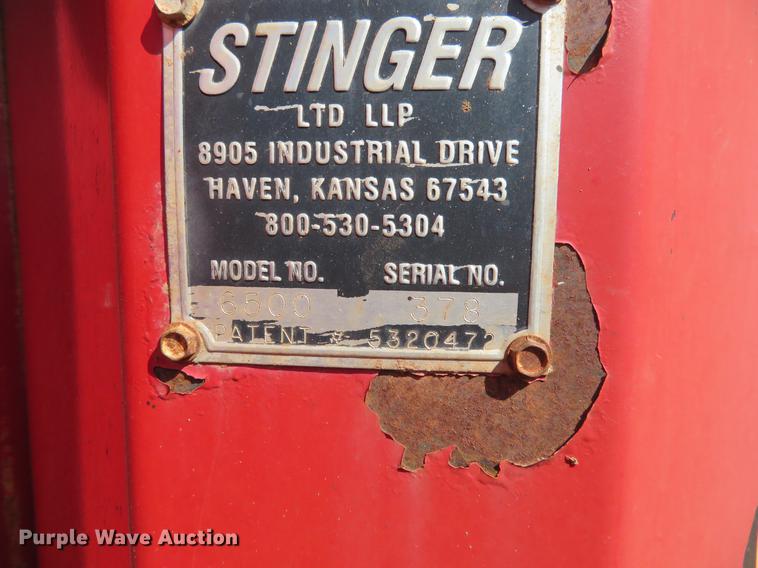 STINGER
LTD LLP
8905 INDUSTRIAL DRIVE
HAVEN, KANSAS 67543
800-530-5304
MODEL NO. SERIAL NO.
6500 378
PATENT # 5320472
Purple Wave Auction